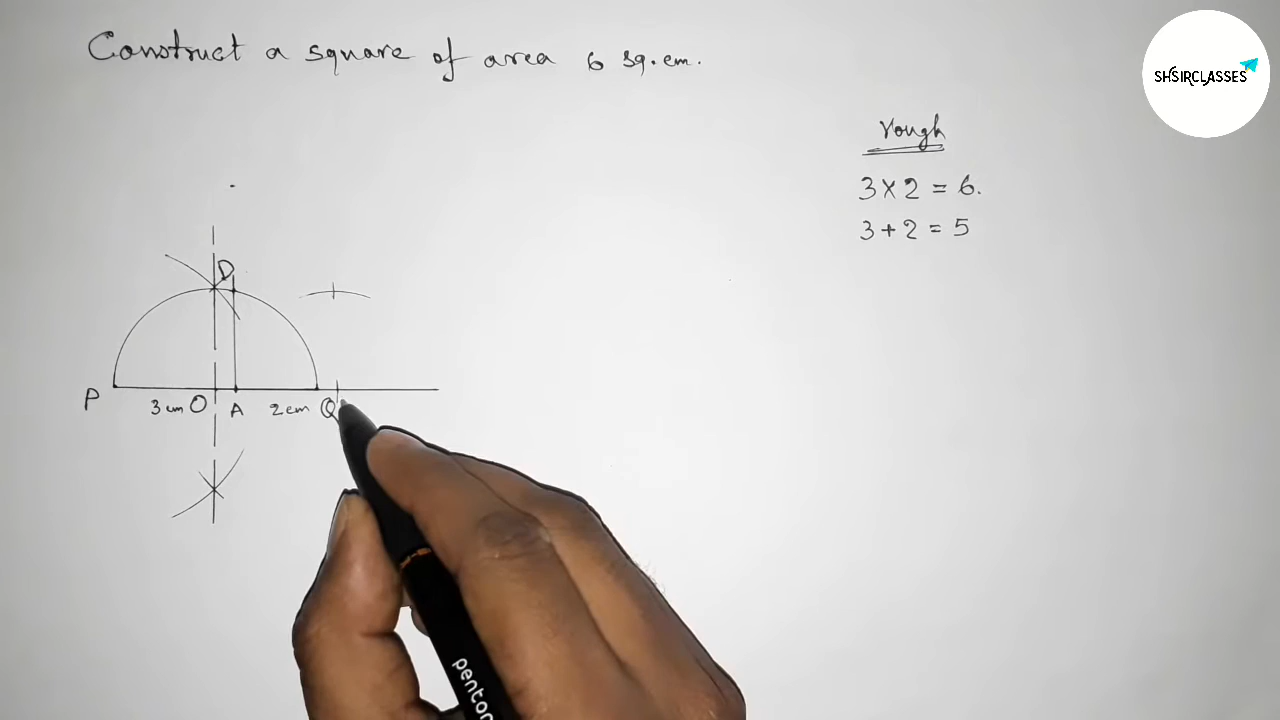 Construct a square of area 6 sq.cm.
SHSIRCLASSES
rough
3 × 2 = 6.
3 + 2 = 5
D
P 3 cm O A 2 cm Q
penton